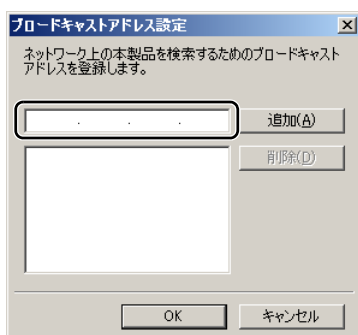 ブロードキャストアドレス設定
ネットワーク上の本製品を検索するためのブロードキャスト
アドレスを登録します。
. . .
追加(A)
削除(D)
OK
キャンセル